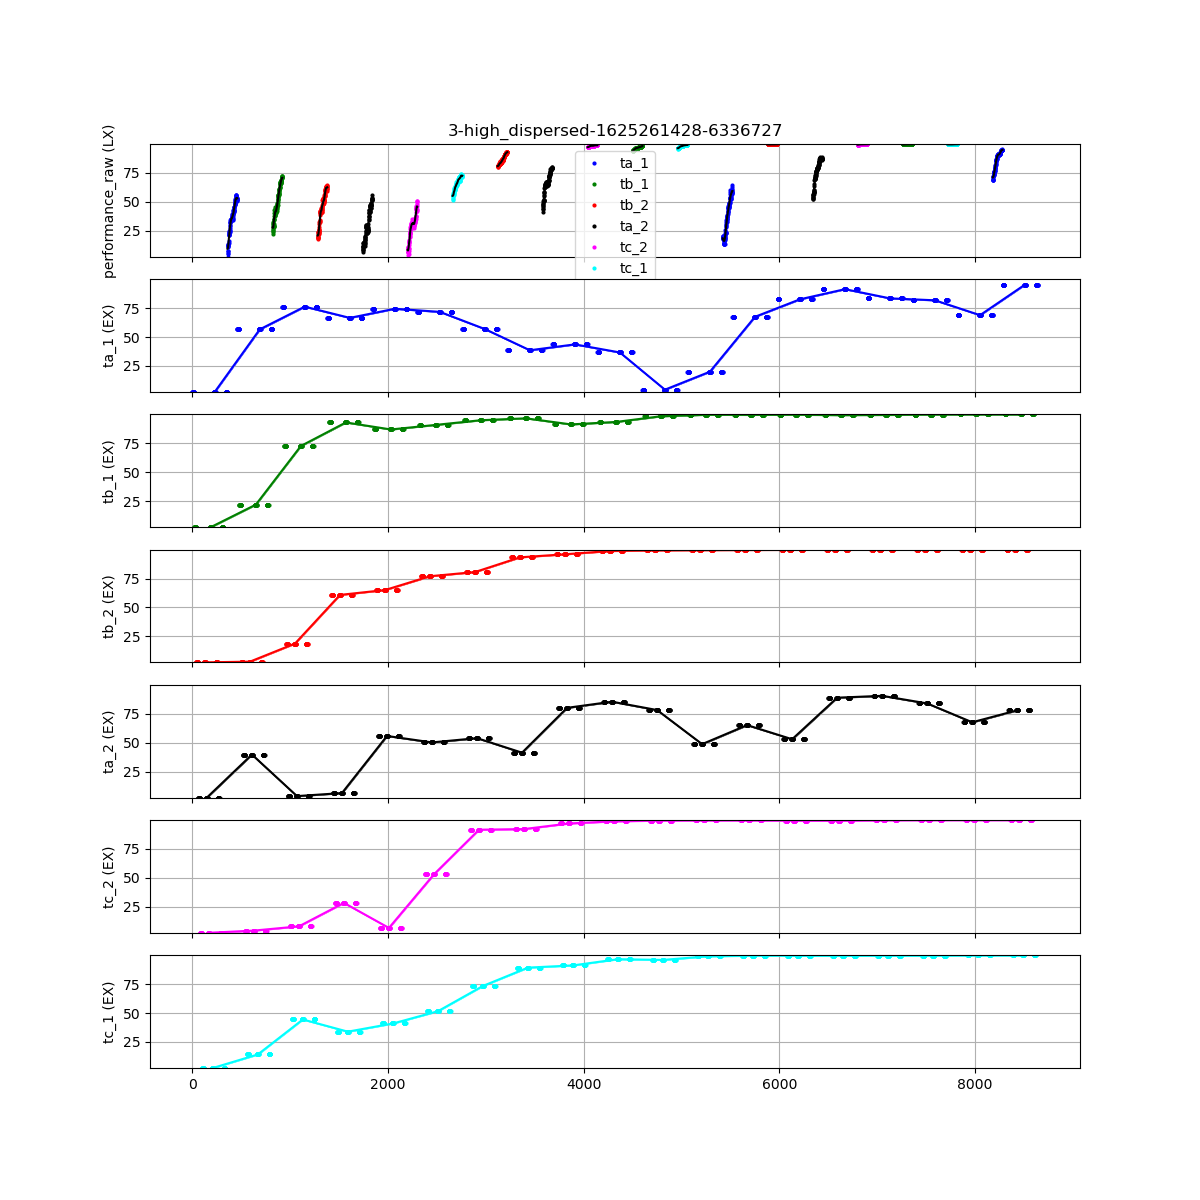 3-high_dispersed-1625261428-6336727
performance_raw (LX)
75
50
25
ta_1
tb_1
tb_2
ta_2
tc_2
tc_1
ta_1 (EX)
75
50
25
tb_1 (EX)
75
50
25
tb_2 (EX)
75
50
25
ta_2 (EX)
75
50
25
tc_2 (EX)
75
50
25
tc_1 (EX)
75
50
25
0 2000 4000 6000 8000